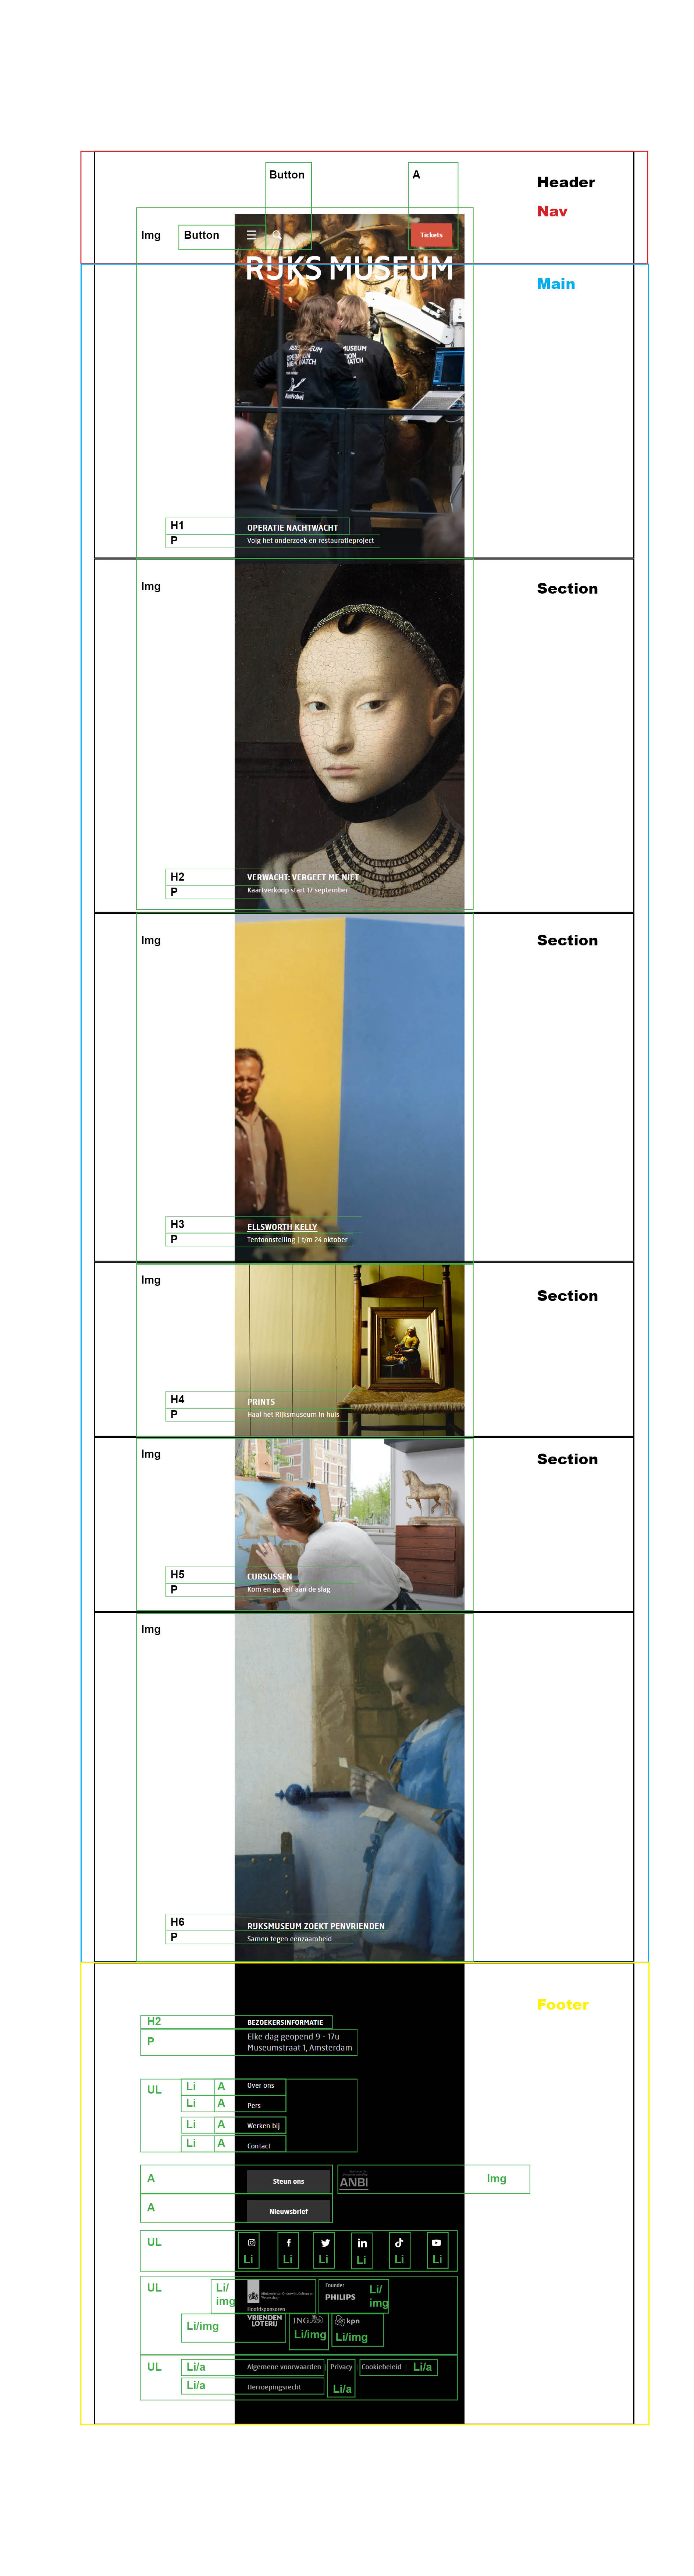 Button
A
Header
Nav
Img
Button
Tickets
RIJKS MUSEUM
Main
H1
OPERATIE NACHTWACHT
P
Volg het onderzoek en restauratieproject
Img
Section
H2
VERWACHT: VERGEET ME NIET
P
Kaartverkoop start 17 september
Img
Section
H3
ELLSWORTH KELLY
P
Tentoonstelling | t/m 24 oktober
Img
Section
H4
PRINTS
P
Haal het Rijksmuseum in huis
Img
Section
H5
CURSUSSEN
P
Kom en ga zelf aan de slag
Img
H6
RIJKSMUSEUM ZOEKT PENVRIENDEN
P
Samen tegen eenzaamheid
Footer
H2
BEZOEKERSINFORMATIE
P
Elke dag geopend 9 - 17u
Museumstraat 1, Amsterdam
UL
Li A Over ons
Li A Pers
Li A Werken bij
Li A Contact
A
Steun ons
ANBI
Img
A
Nieuwsbrief
UL
Li Li Li Li Li Li
UL
Li/
img
Founder
PHILIPS
Li/
img
Hoofdsponsoren
Li/img
VRIENDEN
LOTERIJ
ING
Li/img
kpn
Li/img
UL
Li/a
Algemene voorwaarden
Privacy
Cookiebeleid |
Li/a
Li/a
Herroepingsrecht
Li/a